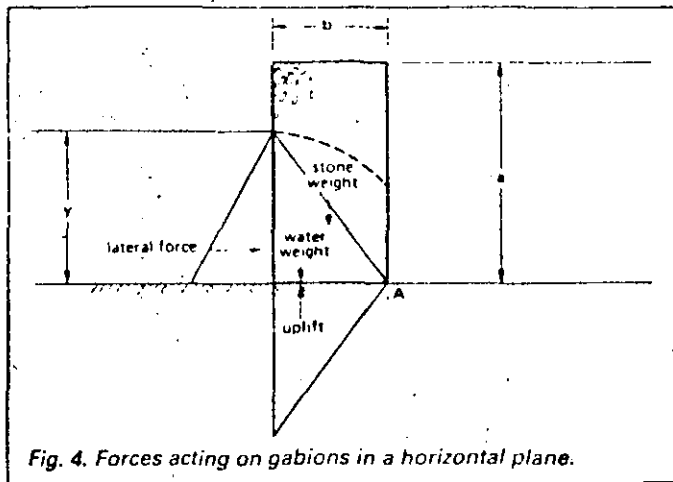 b
stone
weight
a
Y
lateral force
water
weight
A
uplift
Fig. 4. Forces acting on gabions in a horizontal plane.